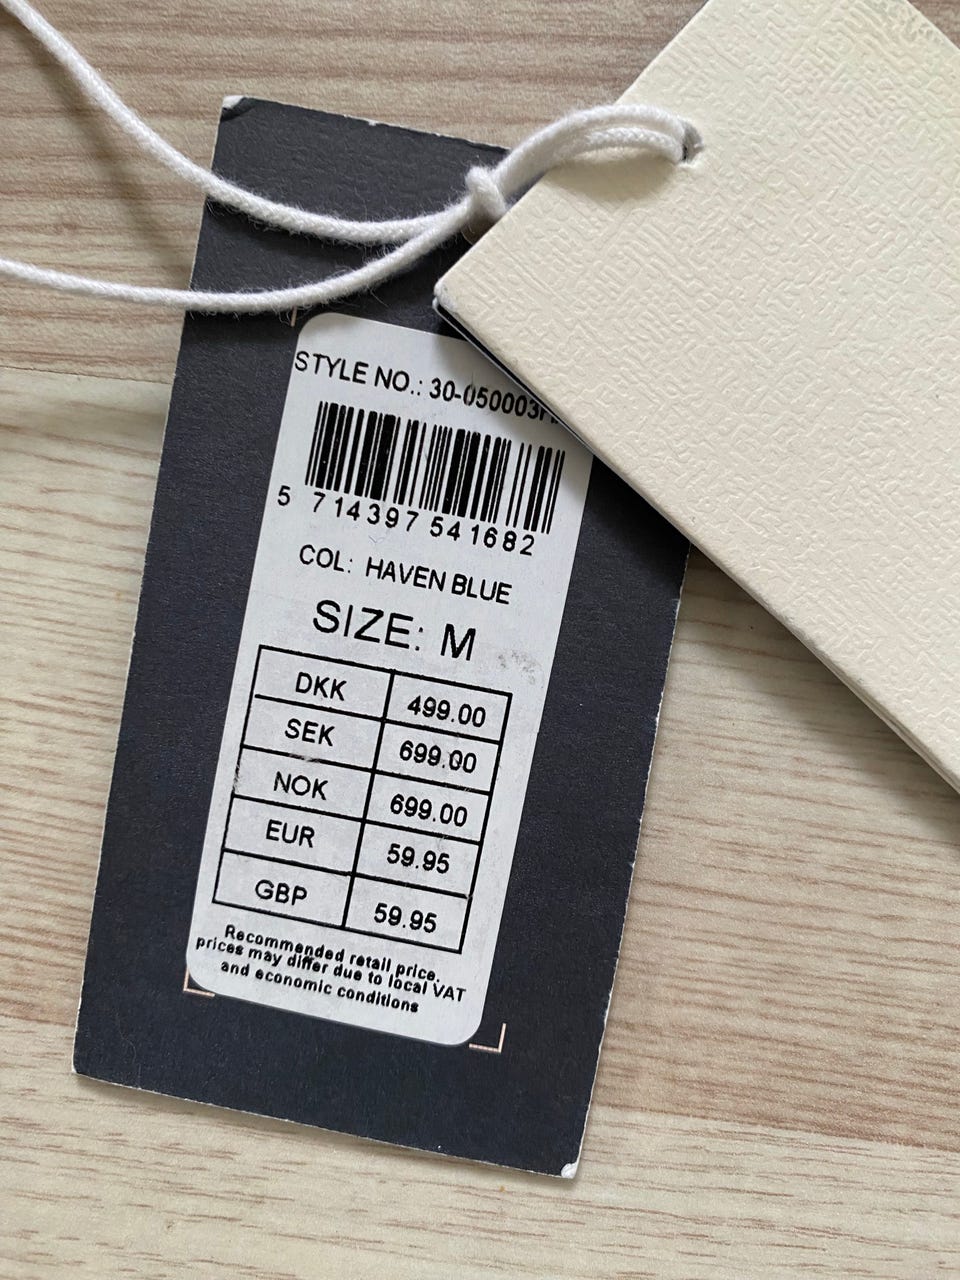 STYLE NO.: 30-050003
5 714397 541682
COL: HAVEN BLUE
SIZE: M
DKK 499.00
SEK 699.00
NOK 699.00
EUR 59.95
GBP 59.95
Recommended retail price,
prices may differ due to local VAT
and economic conditions